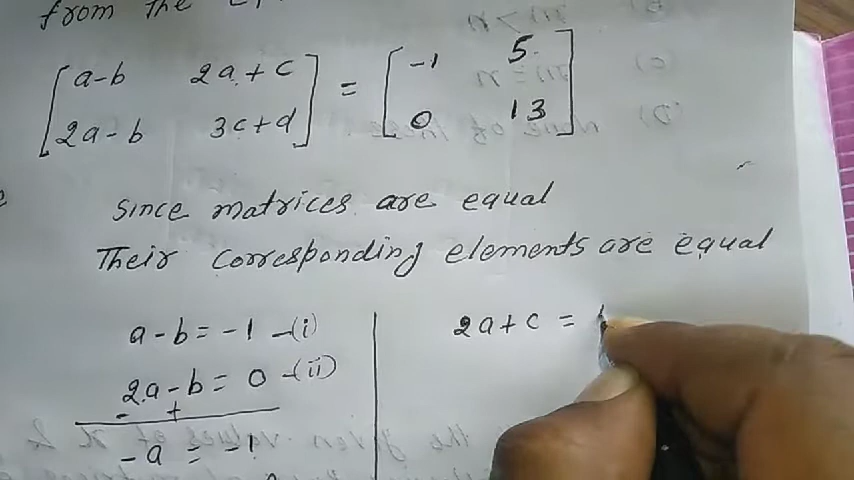 from the
[a-b 2a+c] = [-1 5]
[2a-b 3c+d] [0 13]
Since matrices are equal
Their corresponding elements are equal
a-b = -1 -(i)
2a-b = 0 -(ii)
- +
-a = -1
2a+c =